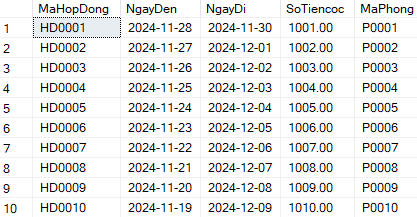 MaHopDong NgayDen NgayDi SoTiencoc MaPhong
1 HD0001 2024-11-28 2024-11-30 1001.00 P0001
2 HD0002 2024-11-27 2024-12-01 1002.00 P0002
3 HD0003 2024-11-26 2024-12-02 1003.00 P0003
4 HD0004 2024-11-25 2024-12-03 1004.00 P0004
5 HD0005 2024-11-24 2024-12-04 1005.00 P0005
6 HD0006 2024-11-23 2024-12-05 1006.00 P0006
7 HD0007 2024-11-22 2024-12-06 1007.00 P0007
8 HD0008 2024-11-21 2024-12-07 1008.00 P0008
9 HD0009 2024-11-20 2024-12-08 1009.00 P0009
10 HD0010 2024-11-19 2024-12-09 1010.00 P0010